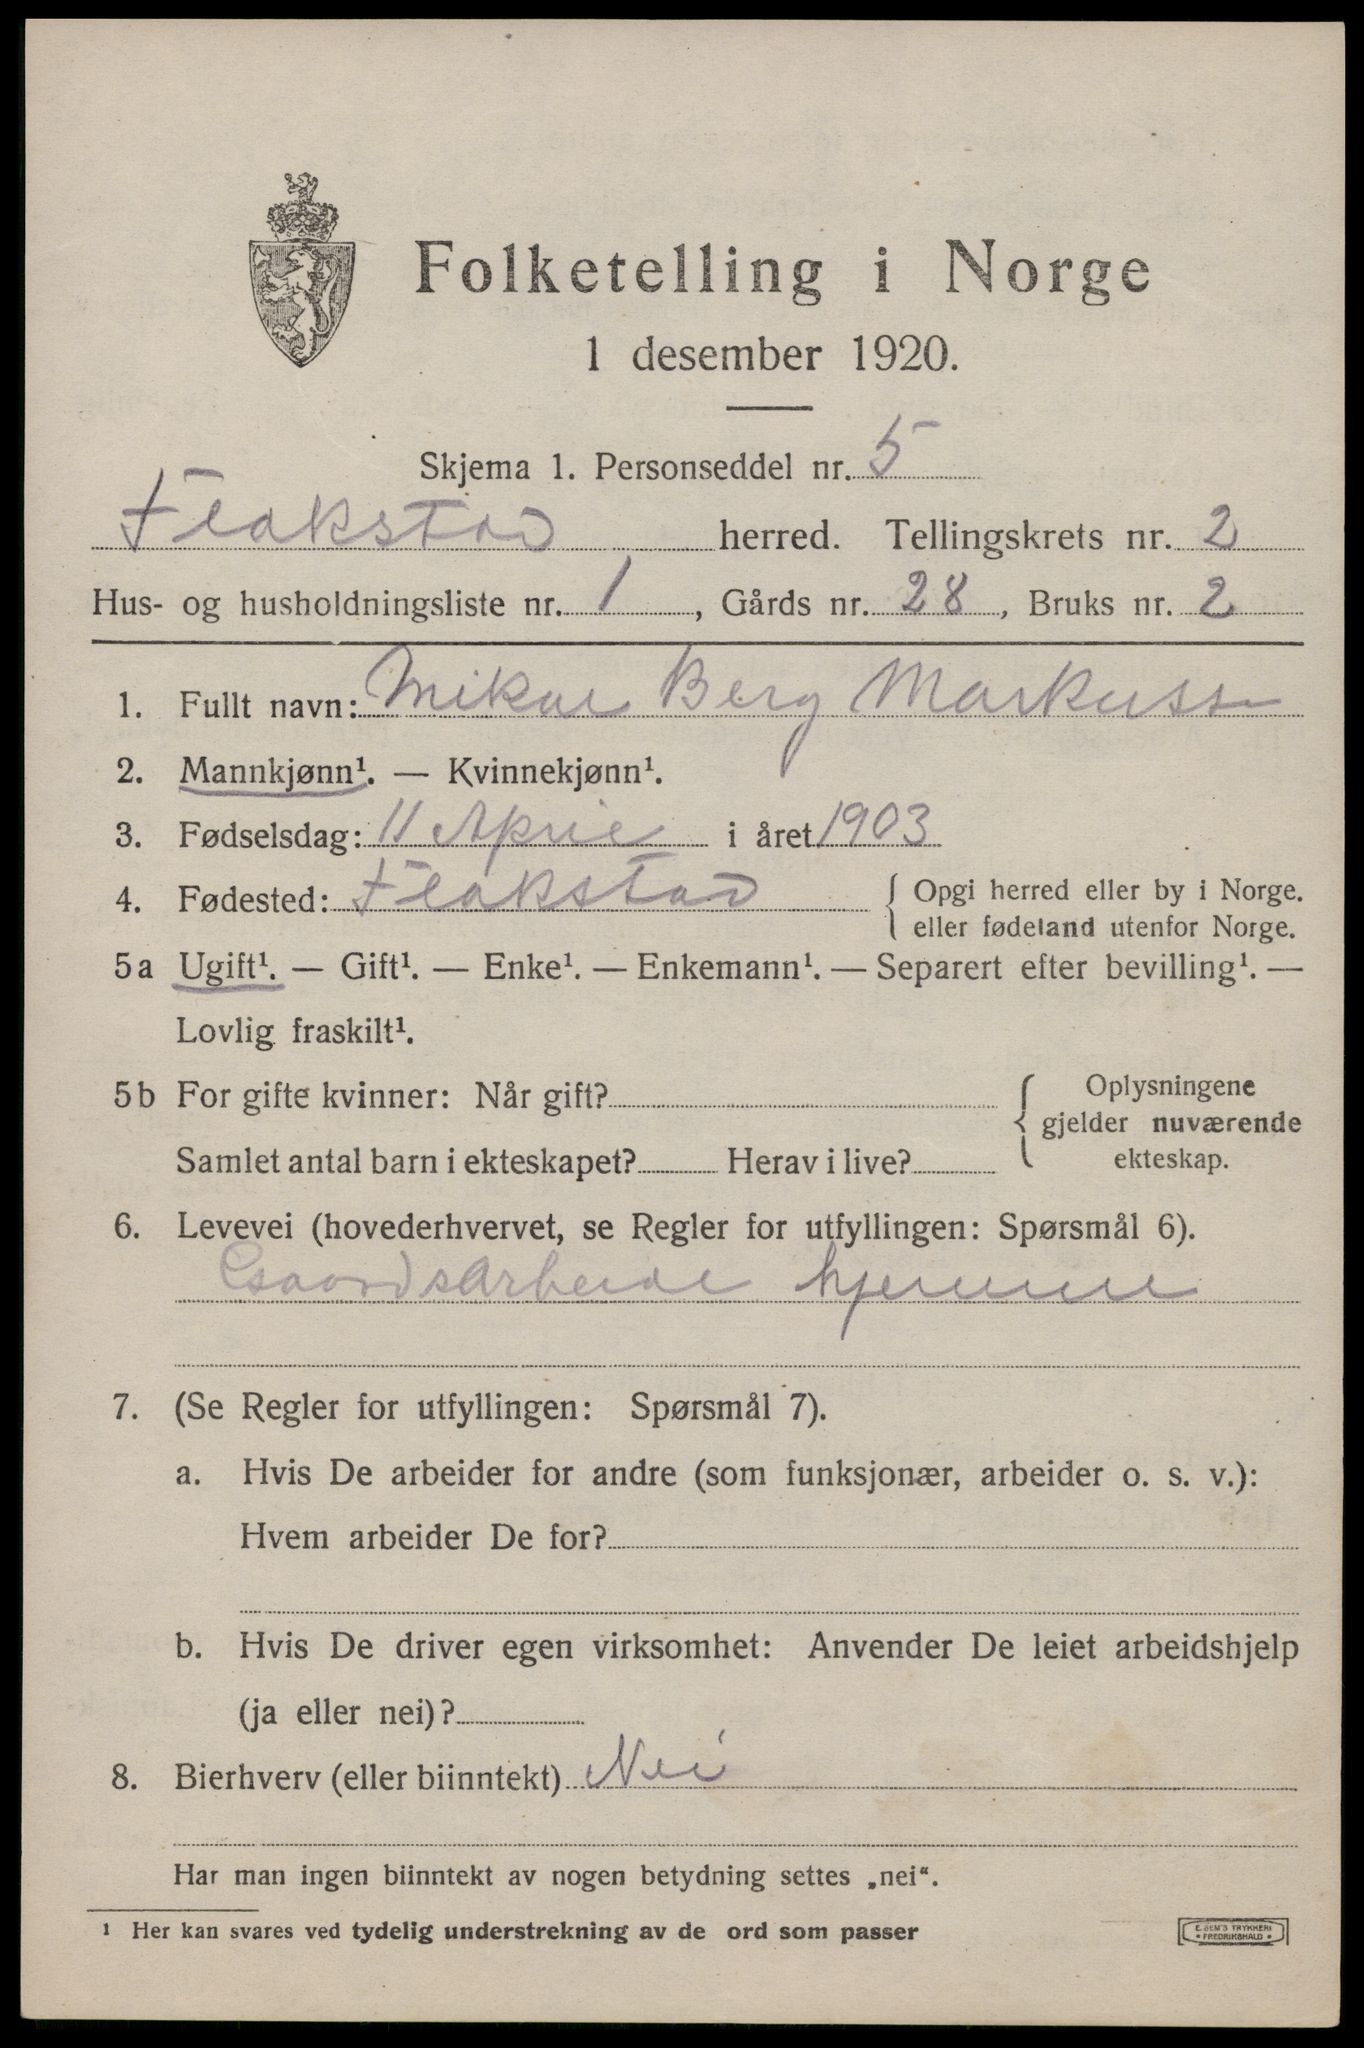 Folketelling i Norge
1 desember 1920.
Skjema 1. Personseddel nr. 5
Flakstad herred. Tellingskrets nr. 2
Hus- og husholdningsliste nr. 1, Gårds nr. 28, Bruks nr. 2
1. Fullt navn: Mikal Berg Markuss
2. Mannkjønn¹. — Kvinnekjønn¹.
3. Fødselsdag: 11 April i året 1903
4. Fødested: Flakstad { Opgi herred eller by i Norge.
eller fødeland utenfor Norge.
5a Ugift¹. — Gift¹. — Enke¹. — Enkemann¹. — Separert efter bevilling¹. —
Lovlig fraskilt¹.
5b For gifte kvinner: Når gift?
Samlet antal barn i ekteskapet? Herav i live?
{ Oplysningene
gjelder nuværende
ekteskap.
6. Levevei (hovederhvervet, se Regler for utfyllingen: Spørsmål 6).
Gaardsarbeide hjemme
7. (Se Regler for utfyllingen: Spørsmål 7).
a. Hvis De arbeider for andre (som funksjonær, arbeider o. s. v.):
Hvem arbeider De for?
b. Hvis De driver egen virksomhet: Anvender De leiet arbeidshjelp
(ja eller nei)?
8. Bierhverv (eller biinntekt) Nei
Har man ingen biinntekt av nogen betydning settes „nei“.
¹ Her kan svares ved tydelig understrekning av de ord som passer
E. SEM'S TRYKKERI
• FREDRIKSHALD •